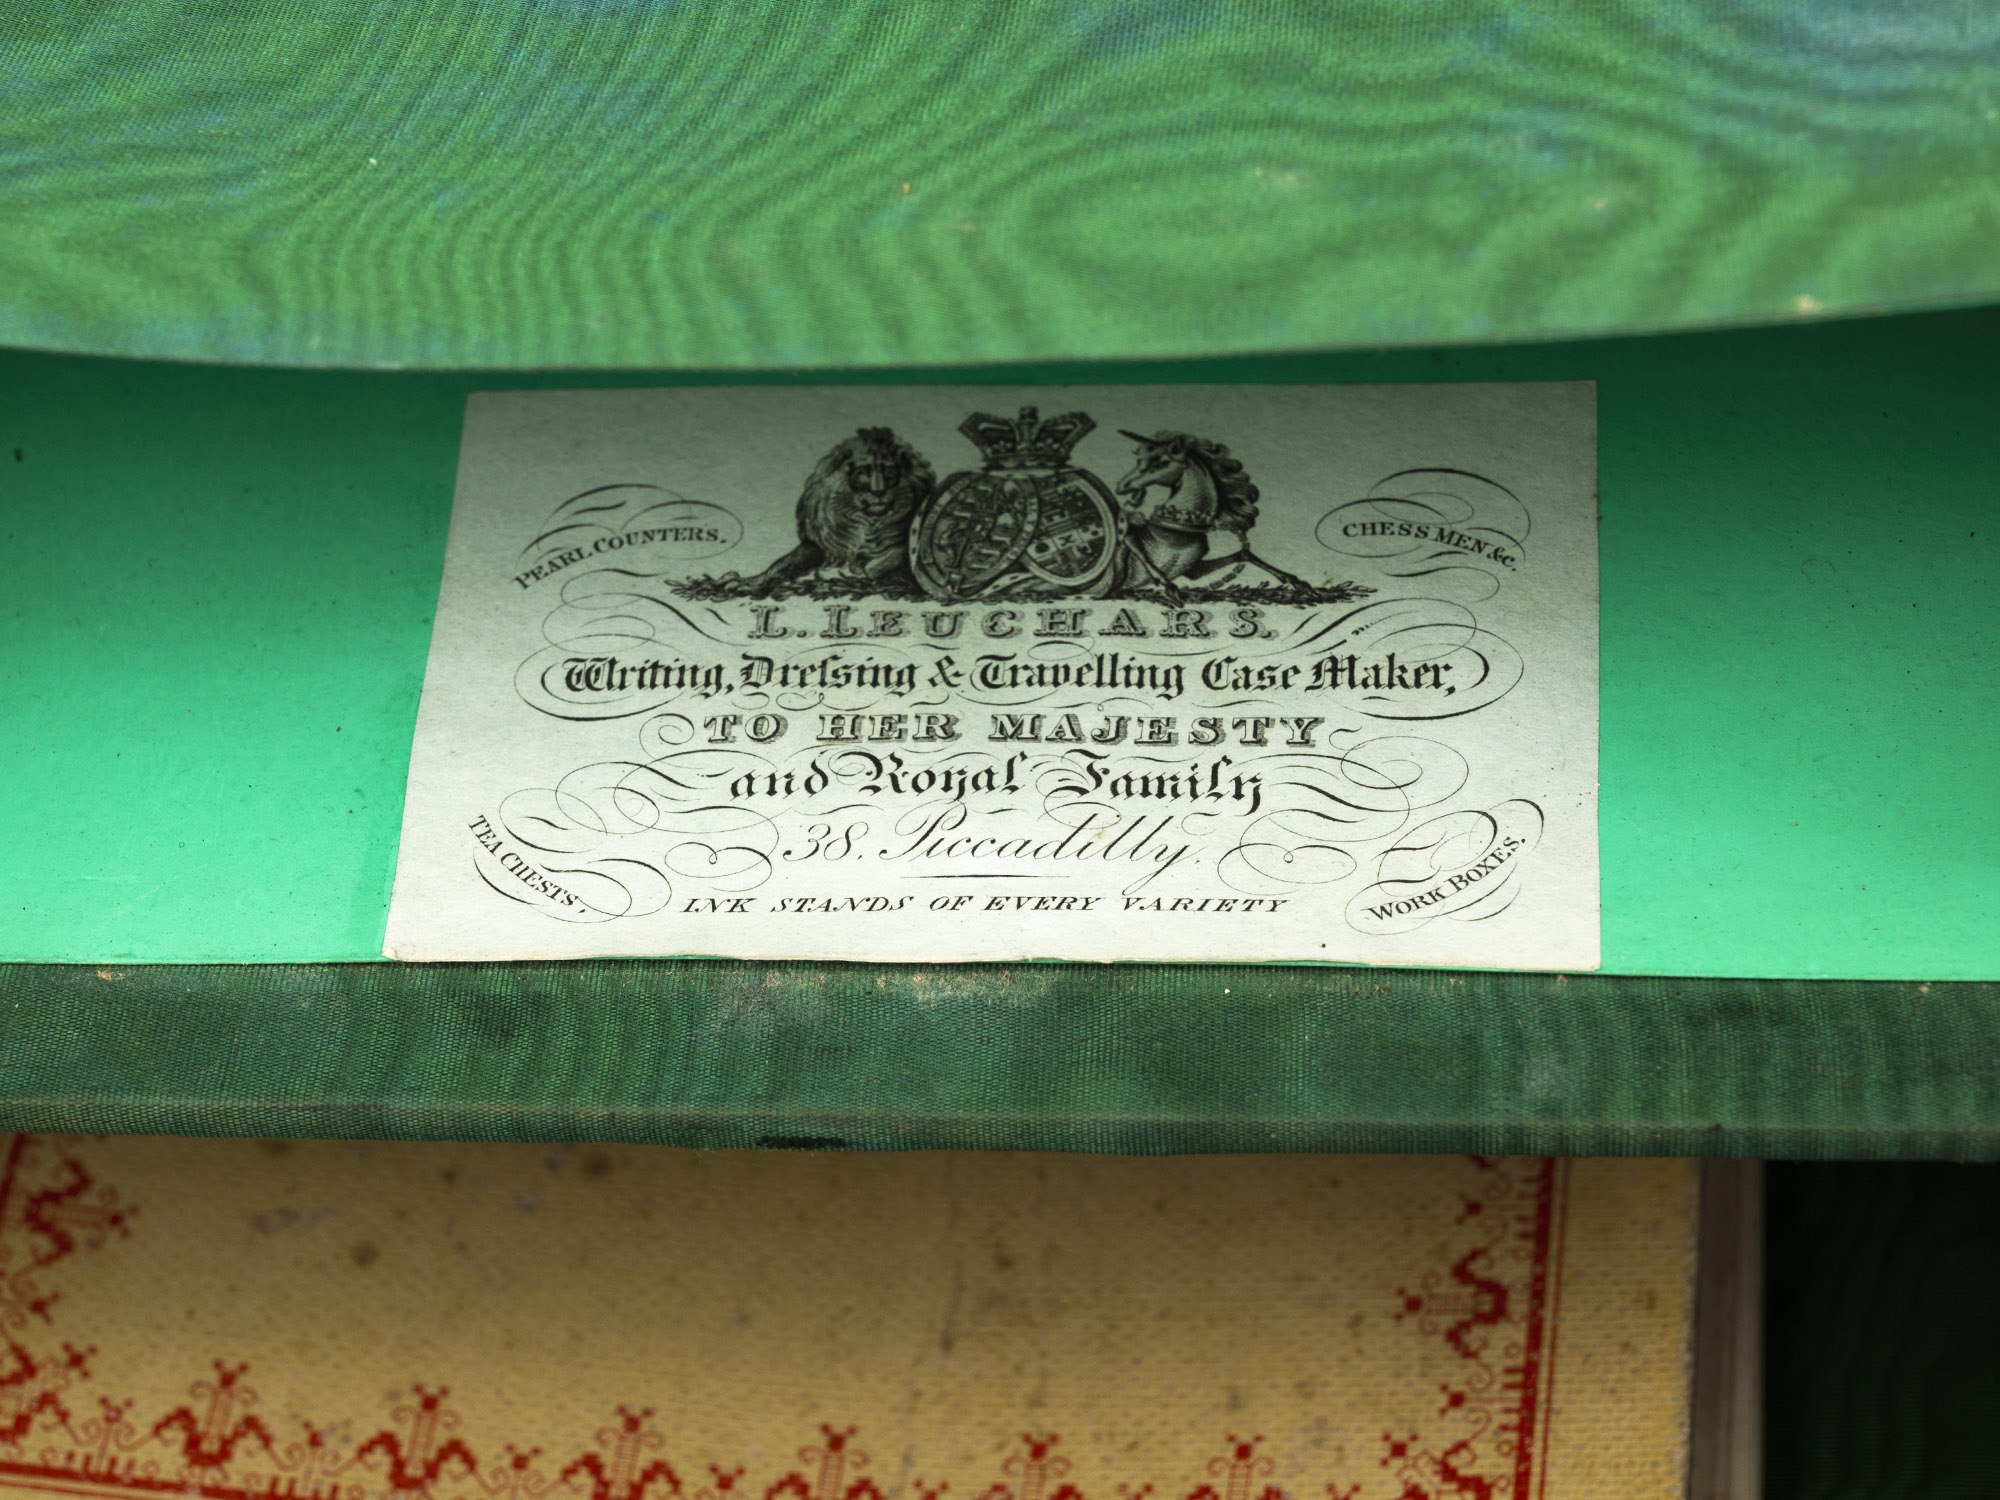 PEARL COUNTERS.
CHESS MEN &c.
L. LEUCHARS.
Writing, Dreſsing & Travelling Case Maker,
TO HER MAJESTY
and Royal Family
38. Piccadilly.
TEA CHESTS.
WORK BOXES.
INK STANDS OF EVERY VARIETY